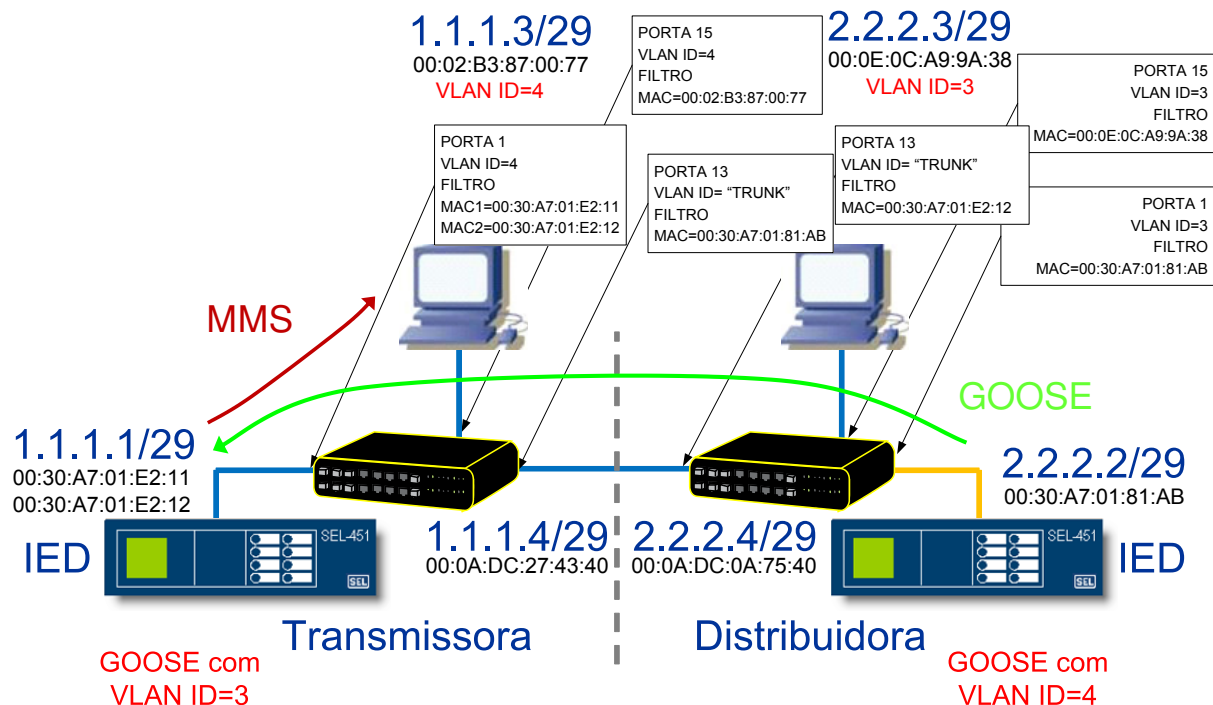 1.1.1.3/29
00:02:B3:87:00:77
VLAN ID=4
PORTA 15
VLAN ID=4
FILTRO
MAC=00:02:B3:87:00:77
2.2.2.3/29
00:0E:0C:A9:9A:38
VLAN ID=3
PORTA 15
VLAN ID=3
FILTRO
MAC=00:0E:0C:A9:9A:38
PORTA 1
VLAN ID=4
FILTRO
MAC1=00:30:A7:01:E2:11
MAC2=00:30:A7:01:E2:12
PORTA 13
VLAN ID= “TRUNK”
FILTRO
MAC=00:30:A7:01:81:AB
PORTA 13
VLAN ID= “TRUNK”
FILTRO
MAC=00:30:A7:01:E2:12
PORTA 1
VLAN ID=3
FILTRO
MAC=00:30:A7:01:81:AB
MMS
GOOSE
1.1.1.1/29
00:30:A7:01:E2:11
00:30:A7:01:E2:12
2.2.2.2/29
00:30:A7:01:81:AB
IED
SEL-451
SEL
1.1.1.4/29
00:0A:DC:27:43:40
2.2.2.4/29
00:0A:DC:0A:75:40
SEL-451
SEL
IED
Transmissora
Distribuidora
GOOSE com
VLAN ID=3
GOOSE com
VLAN ID=4